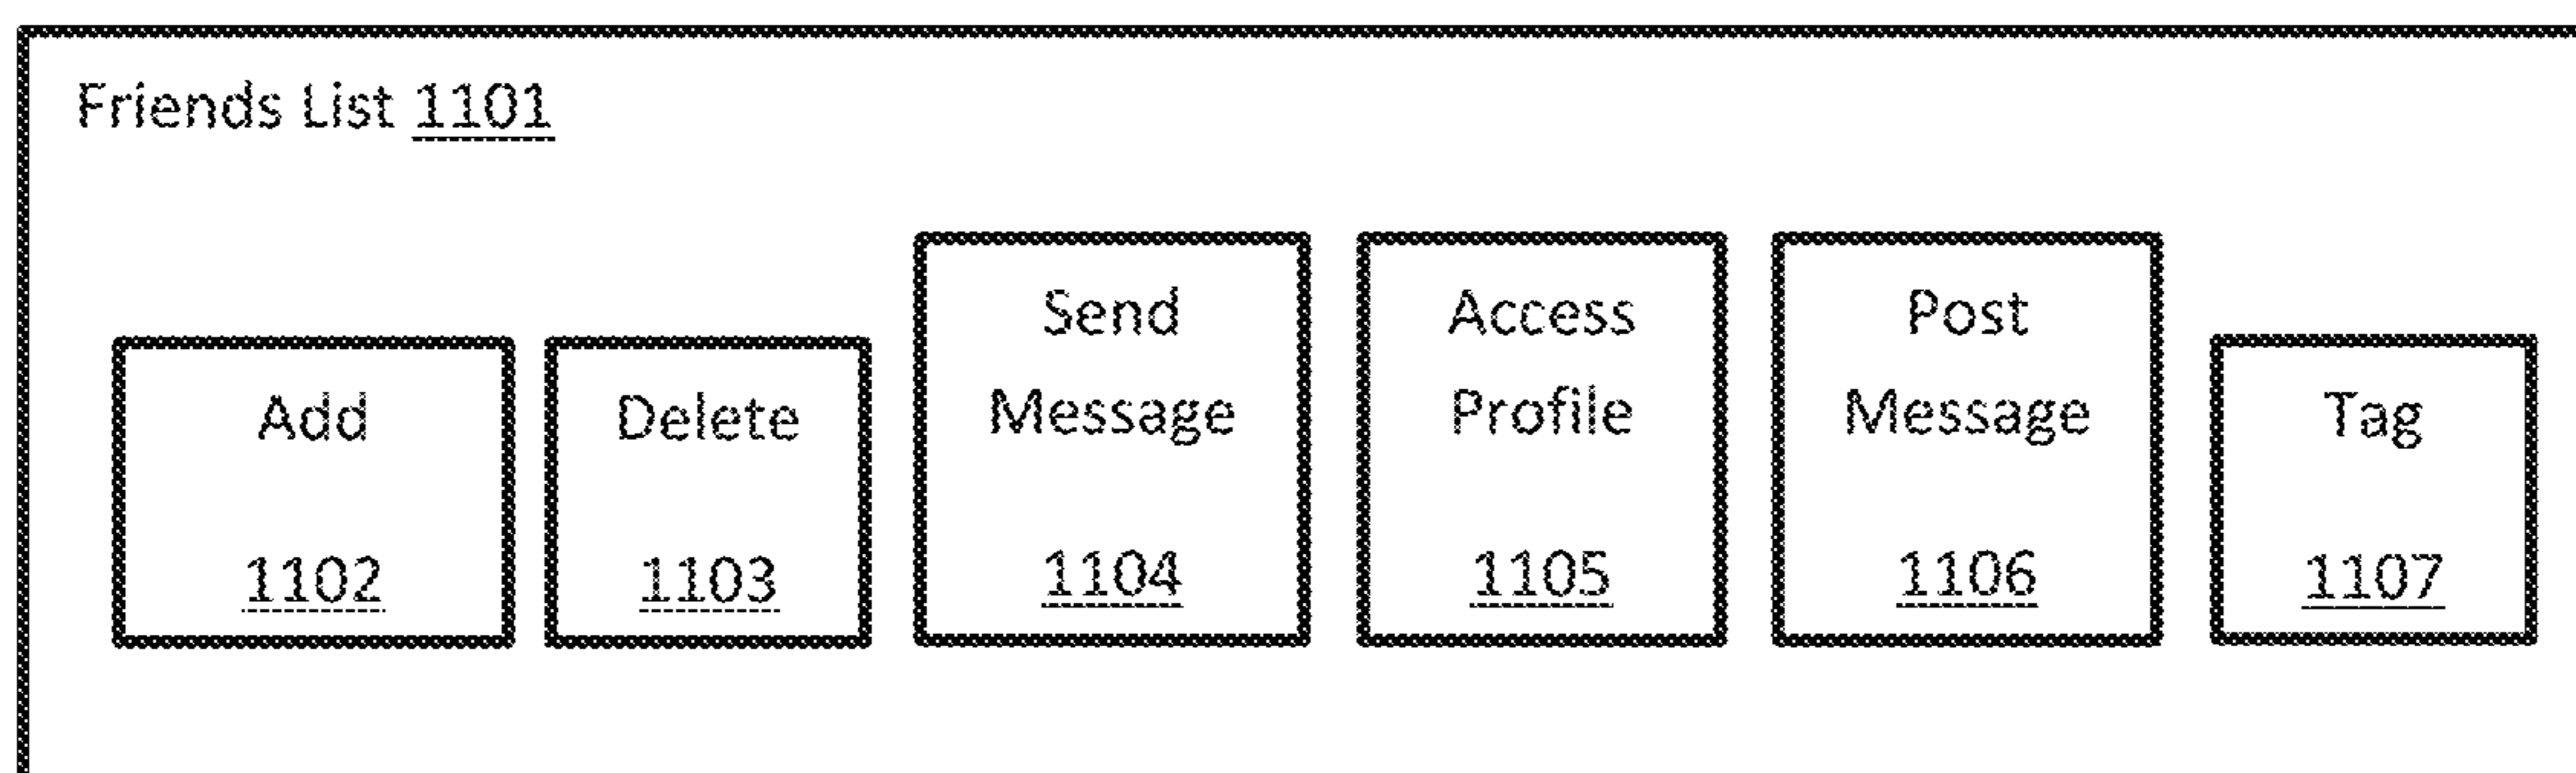 Friends List 1101
Add
1102
Delete
1103
Send
Message
1104
Access
Profile
1105
Post
Message
1106
Tag
1107